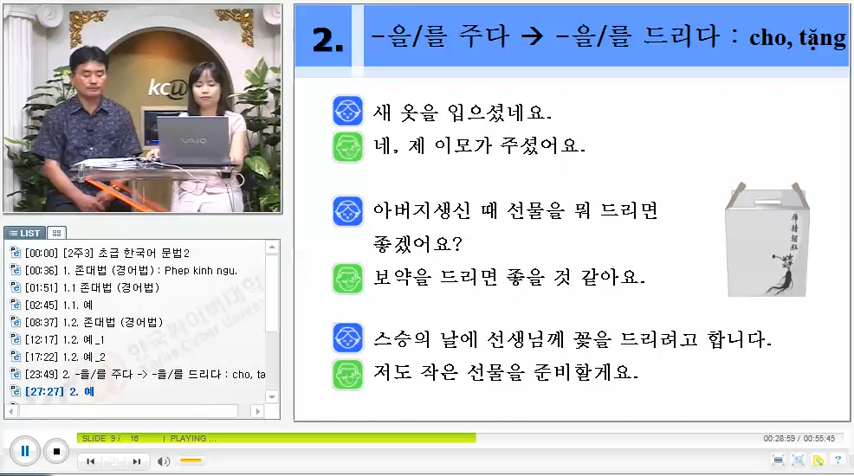 2. -을/를 주다 → -을/를 드리다 : cho, tặng
kc@
VAIO
새 옷을 입으셨네요.
네, 제 이모가 주셨어요.
아버지생신 때 선물을 뭐 드리면
좋겠어요?
보약을 드리면 좋을 것 같아요.
스승의 날에 선생님께 꽃을 드리려고 합니다.
저도 작은 선물을 준비할게요.
LIST
[00:00] [2주3] 초급 한국어 문법2
[00:36] 1. 존대법 (경어법) : Phep kinh ngu.
[01:51] 1.1 존대법 (경어법)
[02:45] 1.1. 예
[08:37] 1.2. 존대법 (경어법)
[12:17] 1.2. 예_1
[17:22] 1.2. 예_2
[23:49] 2. -을/를 주다 -> -을/를 드리다 : cho, ta
[27:27] 2. 예
SLIDE 9 / 16 | PLAYING ...
00:28:59 / 00:55:45